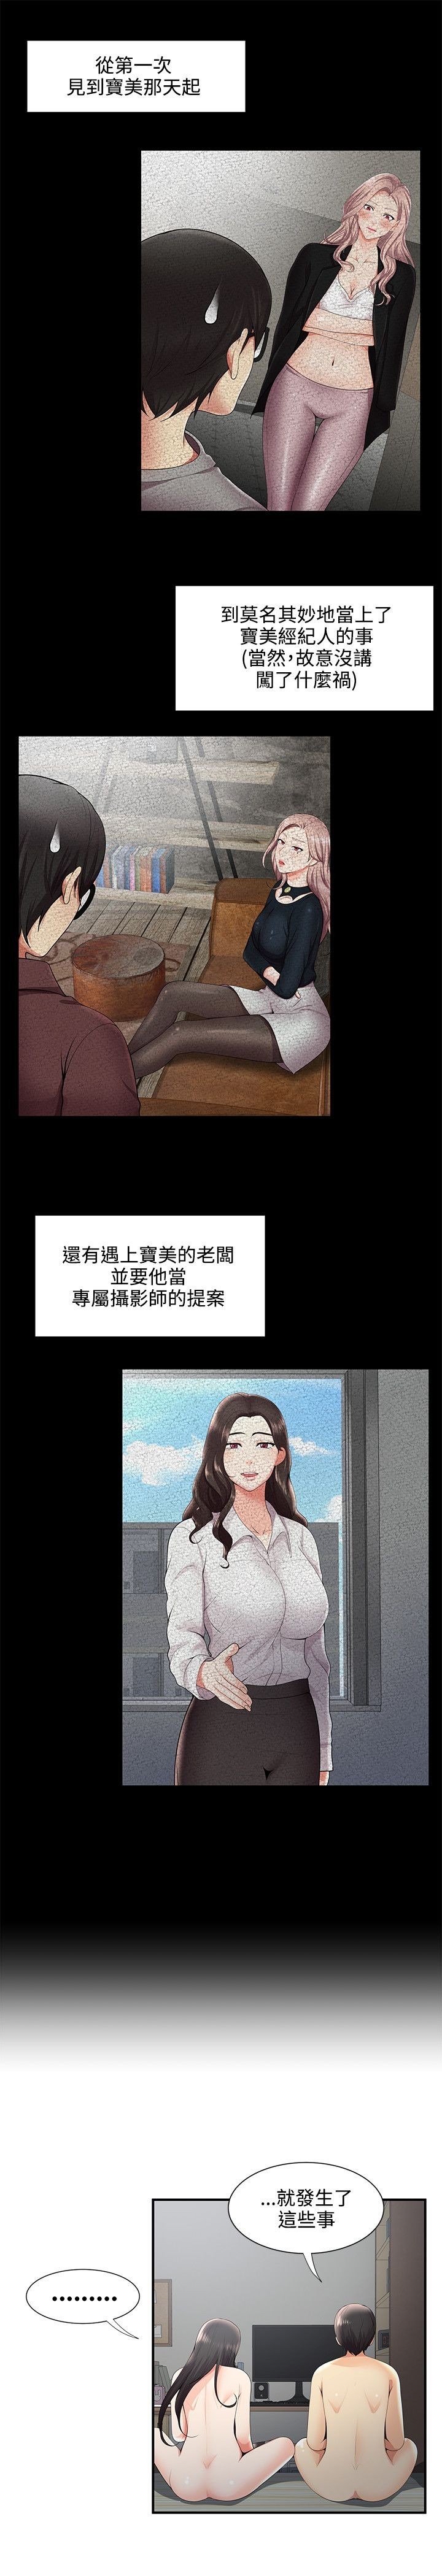 從第一次
見到寶美那天起
到莫名其妙地當上了
寶美經紀人的事
(當然，故意沒講
闖了什麼禍)
還有遇上寶美的老闆
並要他當
專屬攝影師的提案
...就發生了
這些事
•••••••••